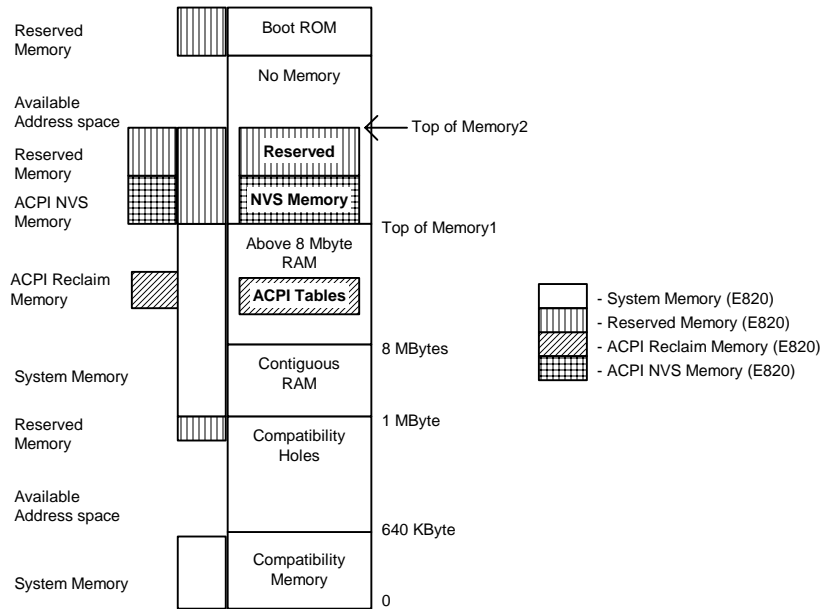 Reserved
Memory
Boot ROM
No Memory
Available
Address space
Top of Memory2
Reserved
Memory
Reserved
ACPI NVS
Memory
NVS Memory
Top of Memory1
Above 8 Mbyte
RAM
ACPI Reclaim
Memory
ACPI Tables
- System Memory (E820)
- Reserved Memory (E820)
- ACPI Reclaim Memory (E820)
- ACPI NVS Memory (E820)
8 MBytes
System Memory
Contiguous
RAM
1 MByte
Reserved
Memory
Compatibility
Holes
Available
Address space
640 KByte
System Memory
Compatibility
Memory
0